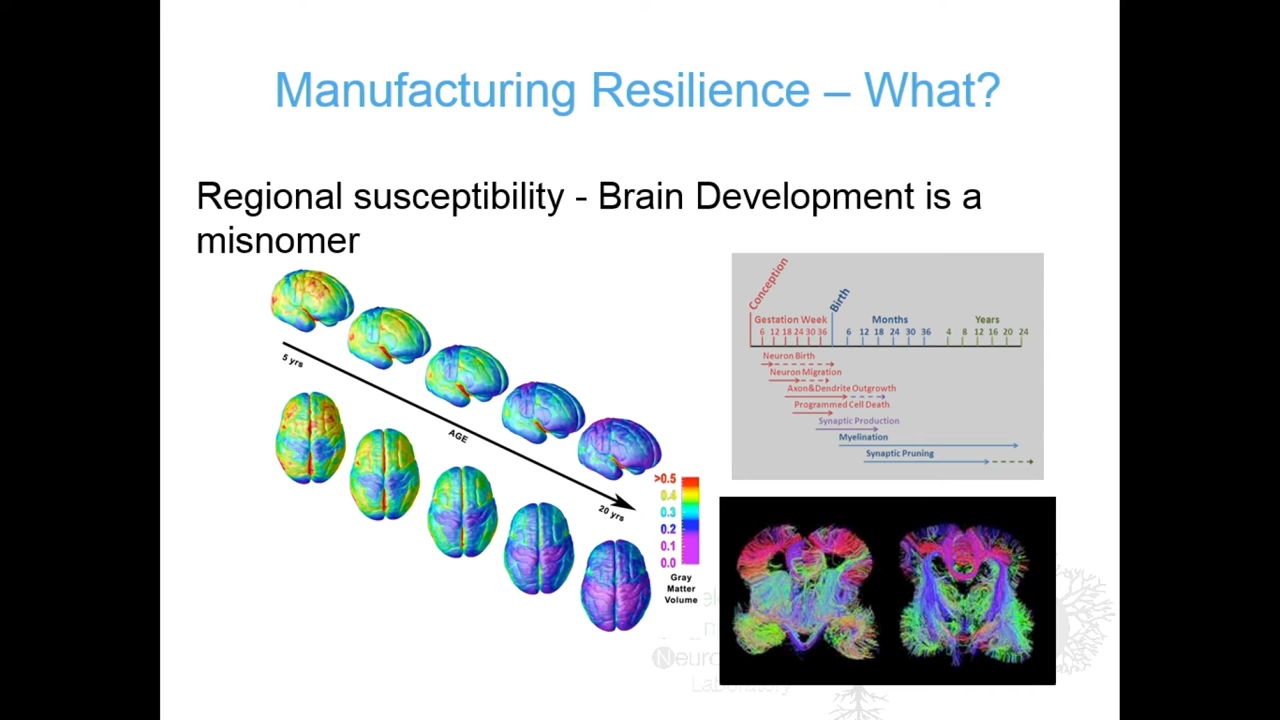 Manufacturing Resilience – What?
Regional susceptibility - Brain Development is a
misnomer
5 yrs
AGE
20 yrs
>0.5
0.4
0.3
0.2
0.1
0.0
Gray
Matter
Volume
Conception
Birth
Gestation Week
Months
Years
6 12 18 24 30 36 6 12 18 24 30 36 4 8 12 16 20 24
Neuron Birth
Neuron Migration
Axon&Dendrite Outgrowth
Programmed Cell Death
Synaptic Production
Myelination
Synaptic Pruning
Laboratory